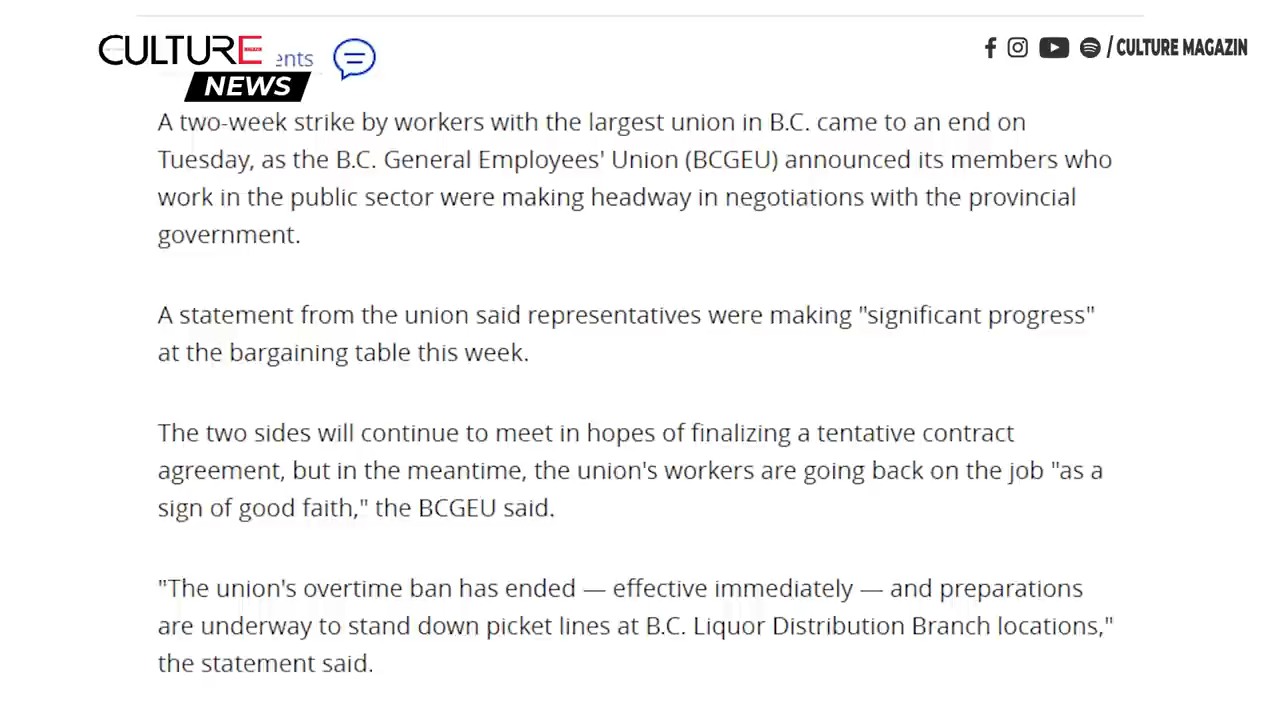 CULTURE
NEWS
ents
/ CULTURE MAGAZIN
A two-week strike by workers with the largest union in B.C. came to an end on
Tuesday, as the B.C. General Employees' Union (BCGEU) announced its members who
work in the public sector were making headway in negotiations with the provincial
government.
A statement from the union said representatives were making "significant progress"
at the bargaining table this week.
The two sides will continue to meet in hopes of finalizing a tentative contract
agreement, but in the meantime, the union's workers are going back on the job "as a
sign of good faith," the BCGEU said.
"The union's overtime ban has ended — effective immediately — and preparations
are underway to stand down picket lines at B.C. Liquor Distribution Branch locations,"
the statement said.